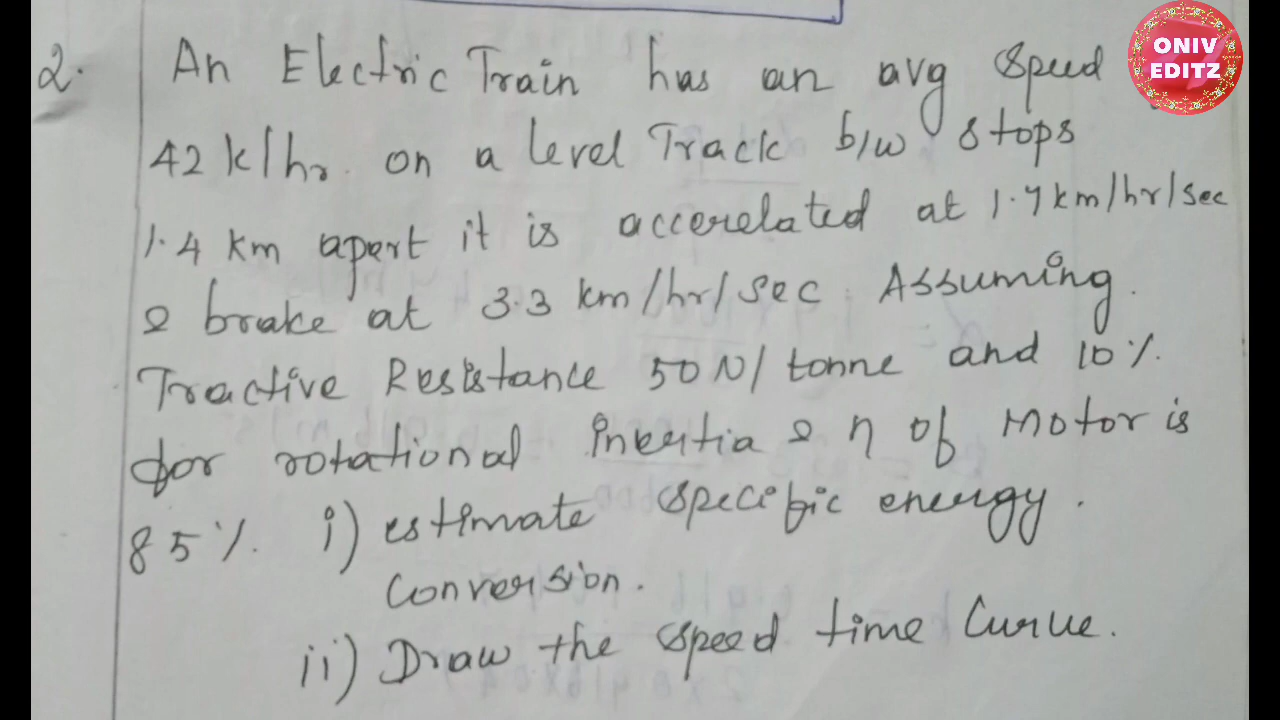 2. An Electric Train has an avg Speed
42 k/hr. on a level Track b/w stops
1.4 km apart it is accerelated at 1.7 km/hr/sec
& brake at 3.3 km/hr/sec. Assuming
Tractive Resistance 50 N/tonne and 10%
for rotational inertia & η of Motor is
85%. i) estimate specific energy.
Conversion.
ii) Draw the speed time Curve.
ONIV
EDITZ